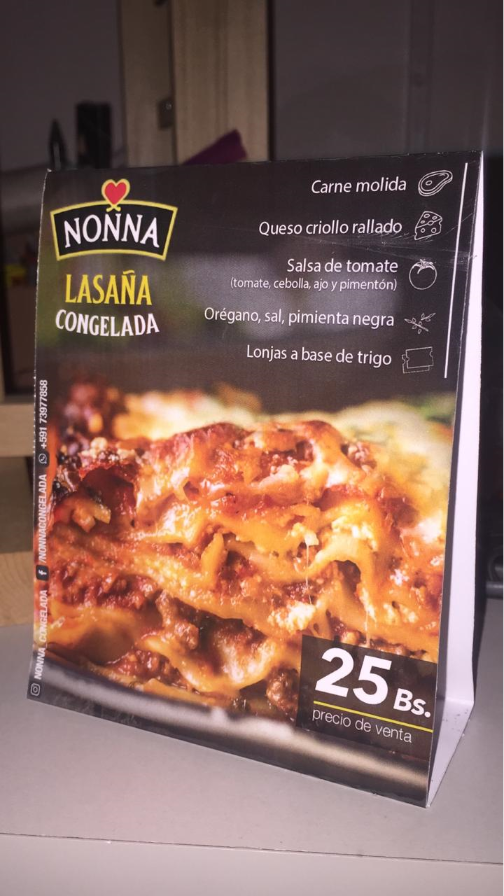 NONNA
LASAÑA
CONGELADA
Carne molida
Queso criollo rallado
Salsa de tomate
(tomate, cebolla, ajo y pimentón)
Orégano, sal, pimienta negra
Lonjas a base de trigo
NONNA_CONGELADA /NONNACONGELADA +591 73977858
25 Bs.
precio de venta